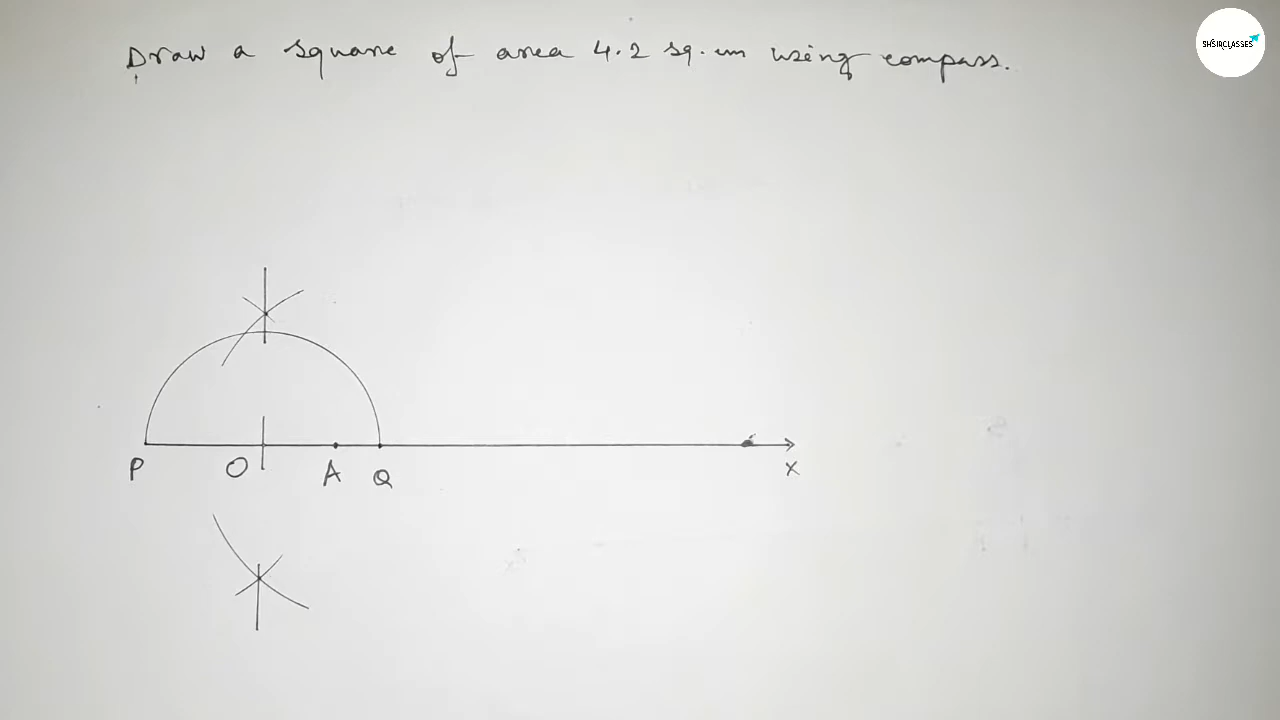 Draw a square of area 4.2 sq.cm using compass.
SHSIRCLASSES
P O A Q X